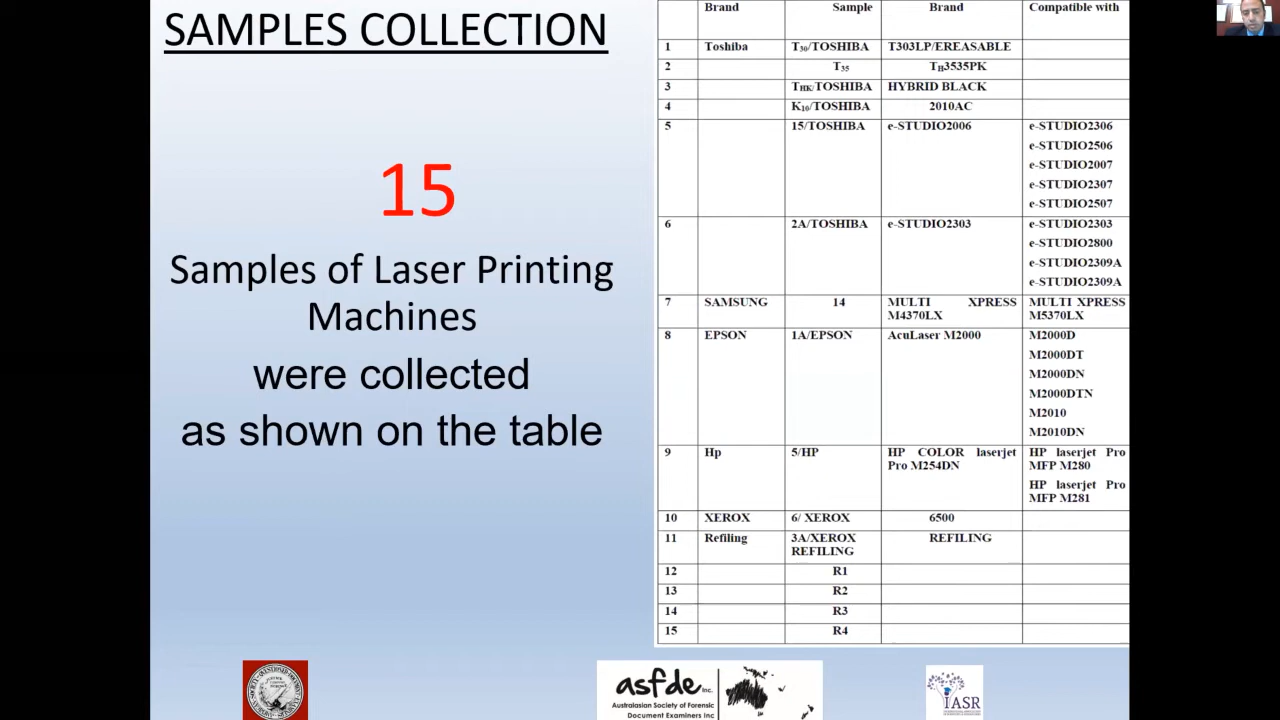 SAMPLES COLLECTION
15
Samples of Laser Printing
Machines
were collected
as shown on the table
Brand Sample Brand Compatible with
1 Toshiba T30/TOSHIBA T303LP/EREASABLE
2 T35 TH3535PK
3 THK/TOSHIBA HYBRID BLACK
4 K10/TOSHIBA 2010AC
5 15/TOSHIBA e-STUDIO2006 e-STUDIO2306
e-STUDIO2506
e-STUDIO2007
e-STUDIO2307
e-STUDIO2507
6 2A/TOSHIBA e-STUDIO2303 e-STUDIO2303
e-STUDIO2800
e-STUDIO2309A
e-STUDIO2309A
7 SAMSUNG 14 MULTI XPRESS MULTI XPRESS
M4370LX M5370LX
8 EPSON 1A/EPSON AcuLaser M2000 M2000D
M2000DT
M2000DN
M2000DTN
M2010
M2010DN
9 Hp 5/HP HP COLOR laserjet HP laserjet Pro
Pro M254DN MFP M280
HP laserjet Pro
MFP M281
10 XEROX 6/ XEROX 6500
11 Refiling 3A/XEROX REFILING
REFILING
12 R1
13 R2
14 R3
15 R4
asfde Inc.
Australasian Society of Forensic
Document Examiners Inc
IASR